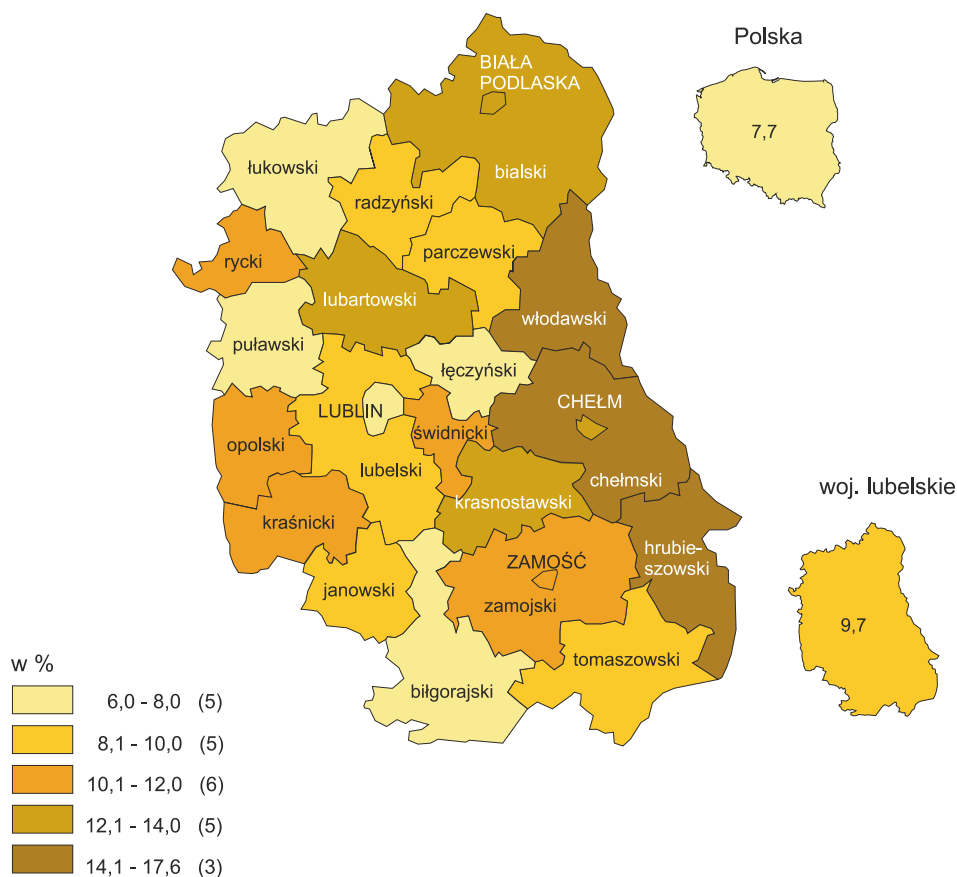 Polska
7,7
BIAŁA
PODLASKA
bialski
łukowski
radzyński
parczewski
rycki
lubartowski
włodawski
puławski
łęczyński
LUBLIN
świdnicki
CHEŁM
opolski
lubelski
chełmski
krasnostawski
kraśnicki
woj. lubelskie
9,7
hrubie-
szowski
ZAMOŚĆ
zamojski
janowski
tomaszowski
biłgorajski
w %
6,0 - 8,0 (5)
8,1 - 10,0 (5)
10,1 - 12,0 (6)
12,1 - 14,0 (5)
14,1 - 17,6 (3)